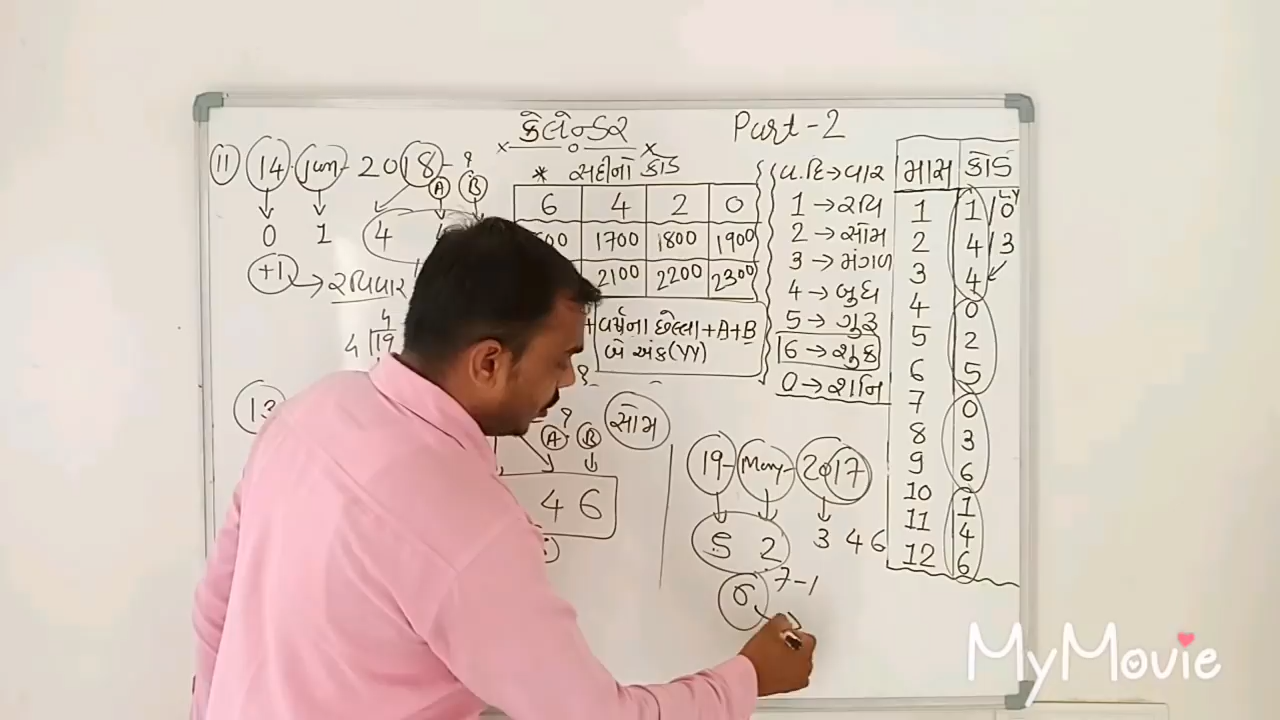 કેલેન્ડર
Part-2
11 14-Jun-2018-?
A B
0 1 4
+1 → રવિવાર
4
4 19
* સદીનો કોડ
6 4 2 0
1700 1800 1900
2100 2200 2300
+ વર્ષના છેલ્લા + A + B
બે અંક (YY)
વ.દિ → વાર
1 → રવિ
2 → સોમ
3 → મંગળ
4 → બુધ
5 → ગુરૂ
6 → શુક્ર
0 → શનિ
માસ કોડ
LY
1 1/0
2 4/3
3 4
4 0
5 2
6 5
7 0
8 3
9 6
10 1
11 4
12 6
13
? સોમ
A B
4 6
19-May-2017
5 2 3 4 6
7-1
6
MyMovie